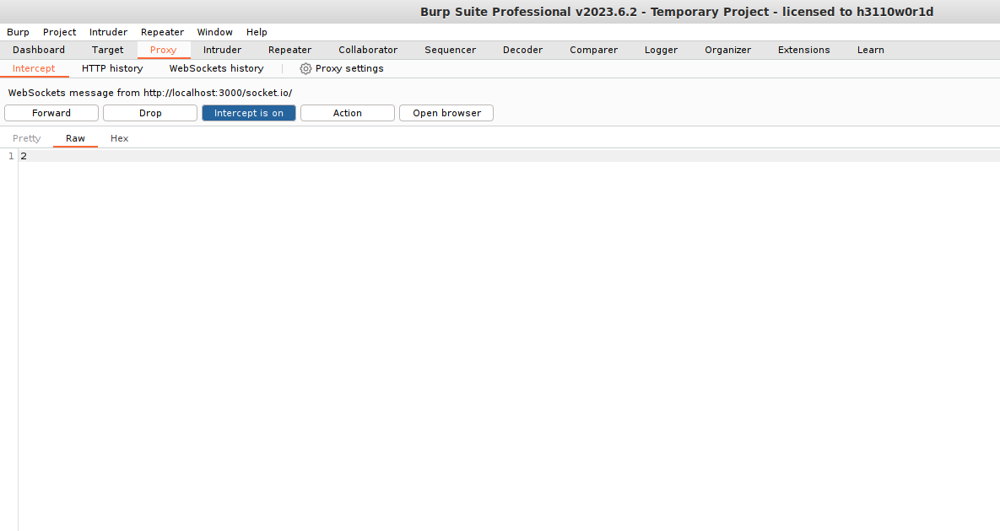 Burp Suite Professional v2023.6.2 - Temporary Project - licensed to h3110w0r1d
Burp Project Intruder Repeater Window Help
Dashboard Target Proxy Intruder Repeater Collaborator Sequencer Decoder Comparer Logger Organizer Extensions Learn
Intercept HTTP history WebSockets history Proxy settings
WebSockets message from http://localhost:3000/socket.io/
Forward Drop Intercept is on Action Open browser
Pretty Raw Hex
1 2